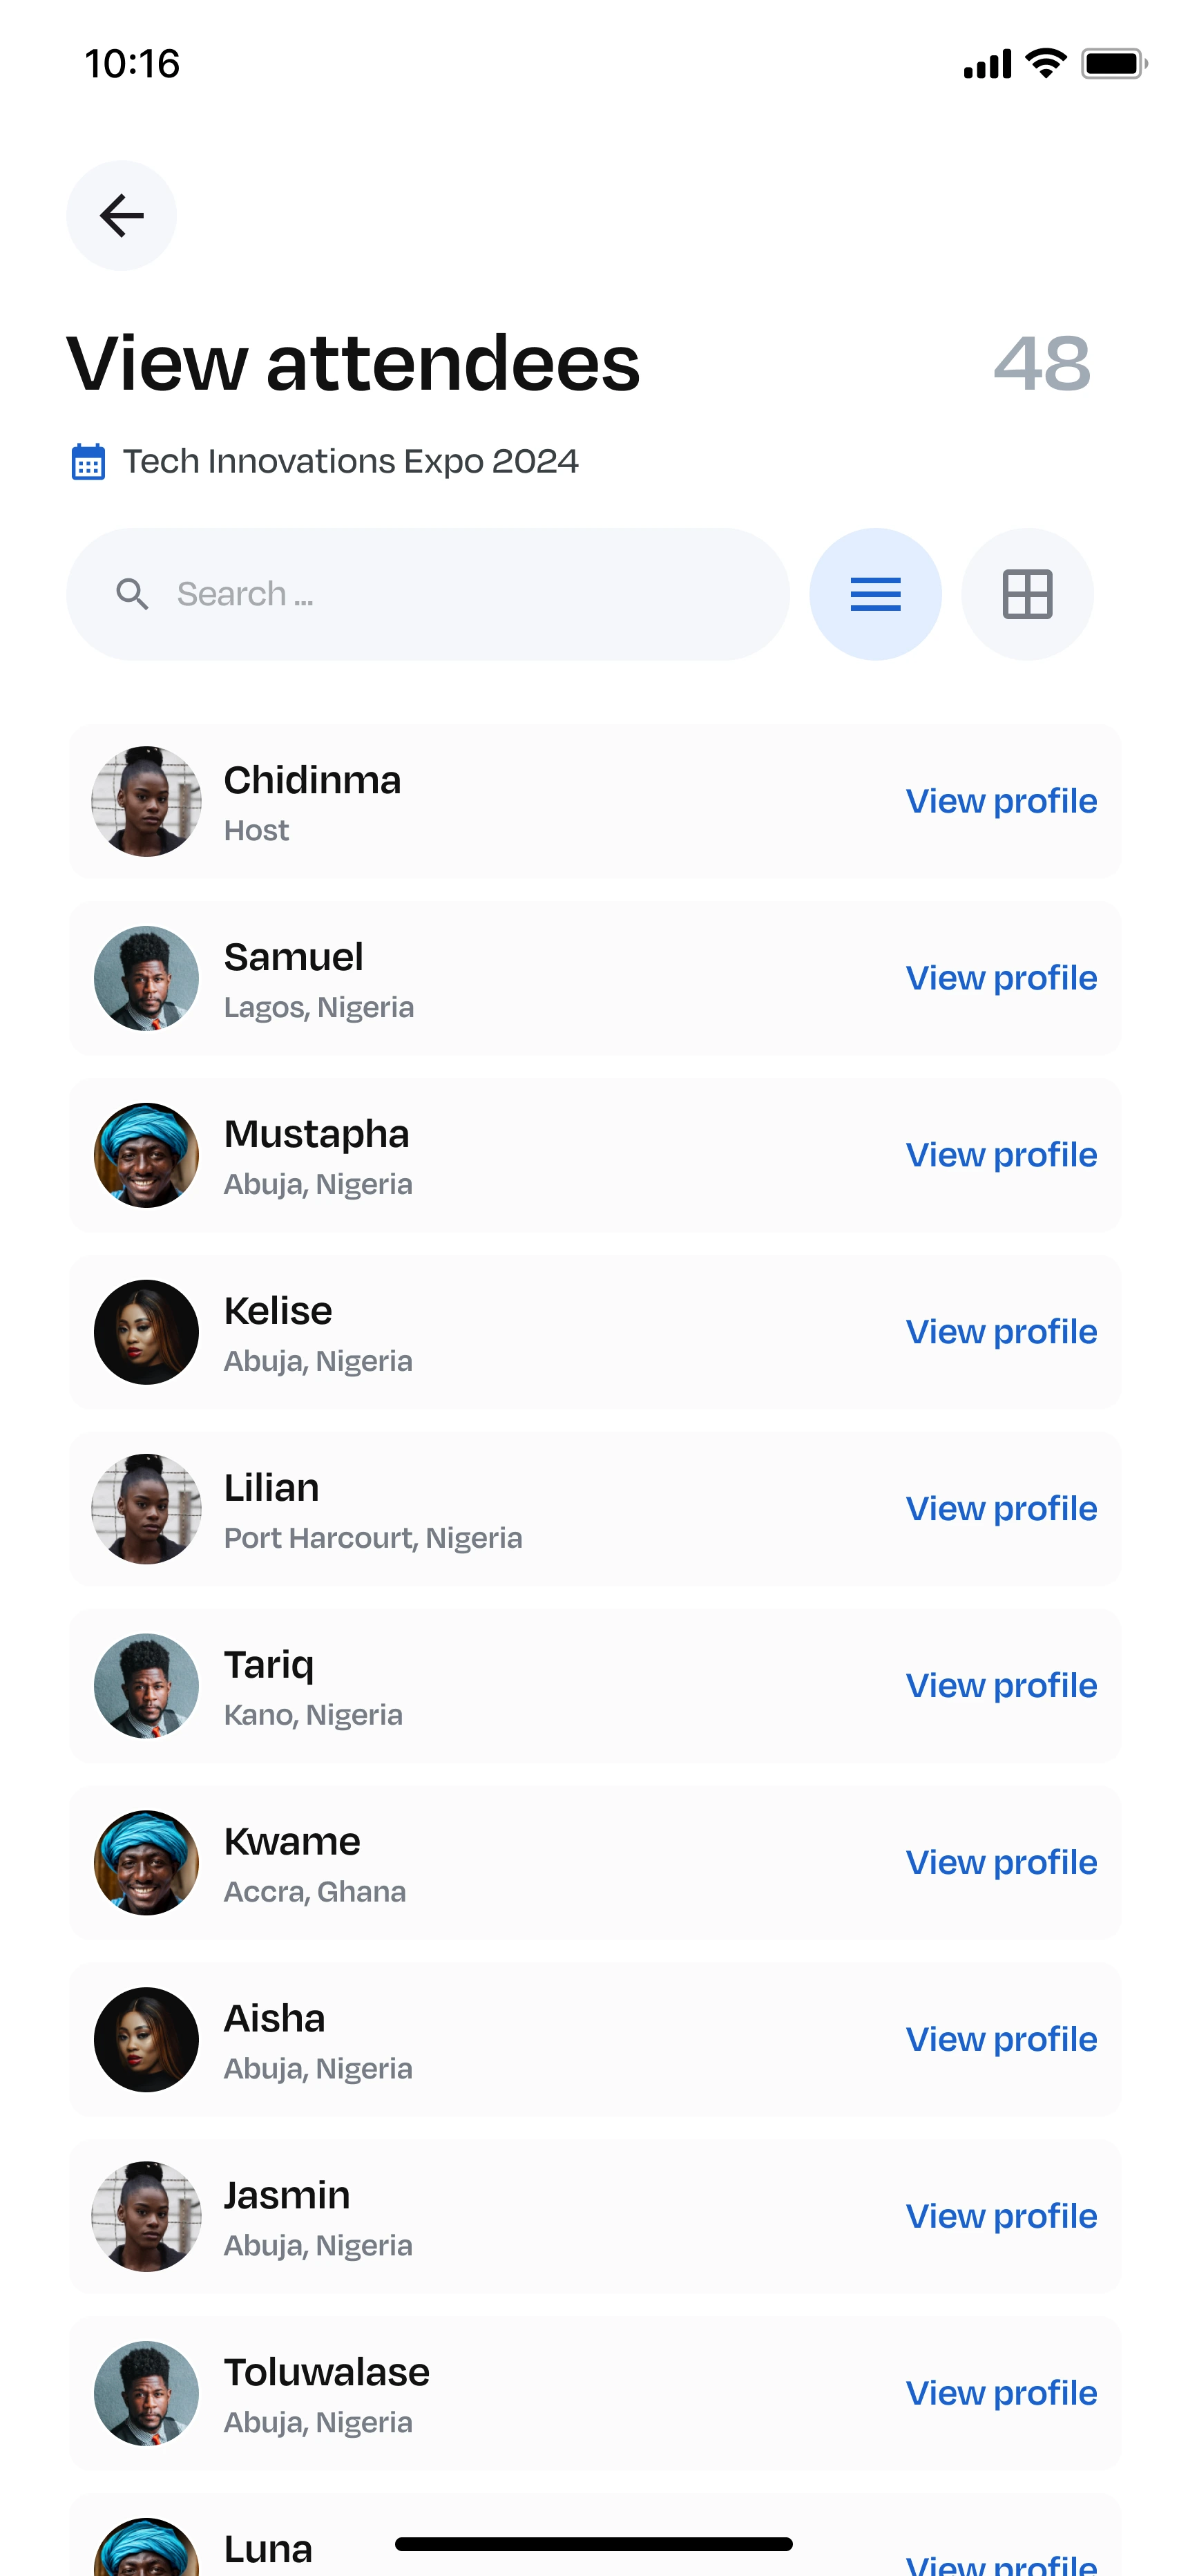 10:16
View attendees 48
Tech Innovations Expo 2024
Search ...
Chidinma
Host
View profile
Samuel
Lagos, Nigeria
View profile
Mustapha
Abuja, Nigeria
View profile
Kelise
Abuja, Nigeria
View profile
Lilian
Port Harcourt, Nigeria
View profile
Tariq
Kano, Nigeria
View profile
Kwame
Accra, Ghana
View profile
Aisha
Abuja, Nigeria
View profile
Jasmin
Abuja, Nigeria
View profile
Toluwalase
Abuja, Nigeria
View profile
Luna
View profile